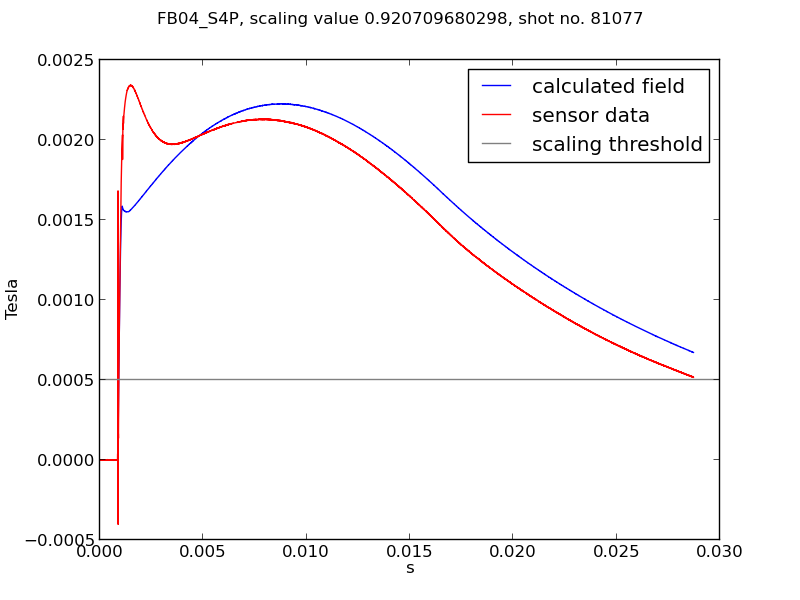 FB04_S4P, scaling value 0.920709680298, shot no. 81077
calculated field
sensor data
scaling threshold
Tesla
0.0025
0.0020
0.0015
0.0010
0.0005
0.0000
−0.0005
0.000 0.005 0.010 0.015 0.020 0.025 0.030
s